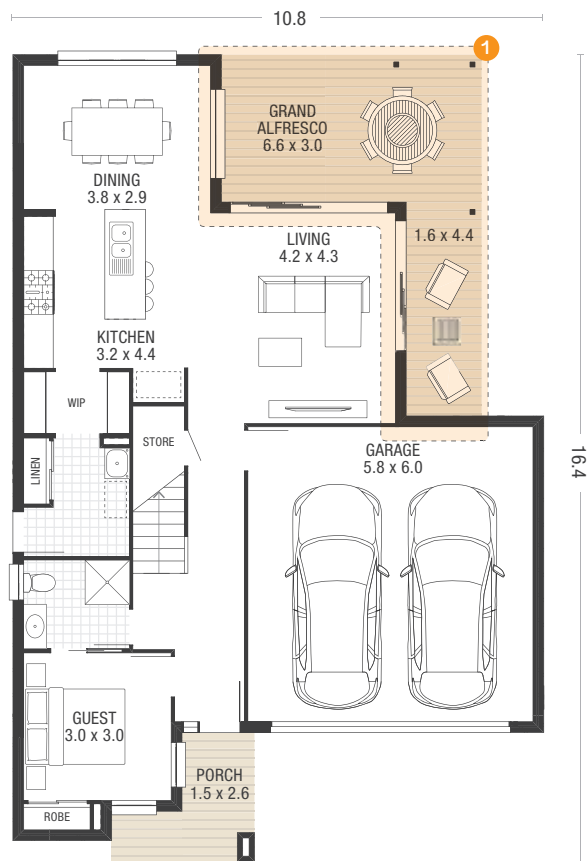 10.8
1
GRAND
ALFRESCO
6.6 x 3.0
DINING
3.8 x 2.9
1.6 x 4.4
LIVING
4.2 x 4.3
KITCHEN
3.2 x 4.4
WIP
STORE
LINEN
GARAGE
5.8 x 6.0
16.4
GUEST
3.0 x 3.0
PORCH
1.5 x 2.6
ROBE